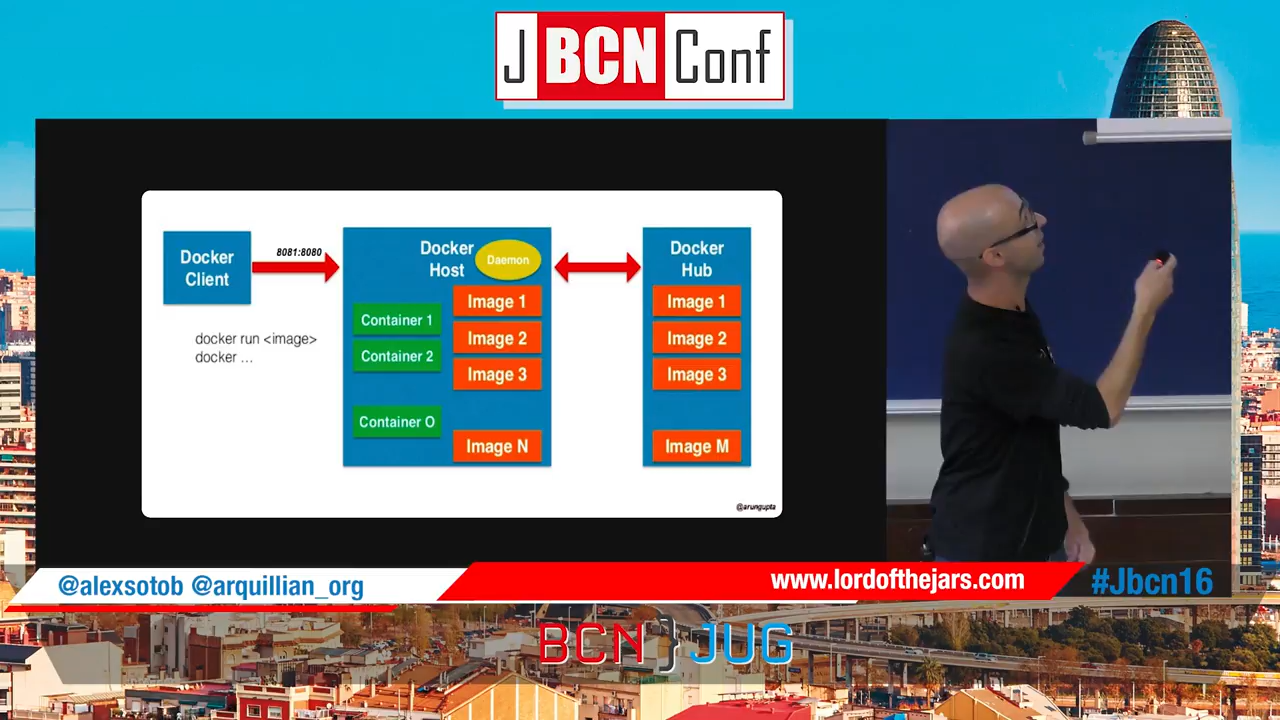 J BCN Conf
Docker Client
8081:8080
docker run <image>
docker ...
Docker Host
Daemon
Image 1
Image 2
Image 3
Image N
Container 1
Container 2
Container O
Docker Hub
Image 1
Image 2
Image 3
Image M
@arungupta
@alexsotob @arquillian_org
www.lordofthejars.com
#Jbcn16
BCN}JUG